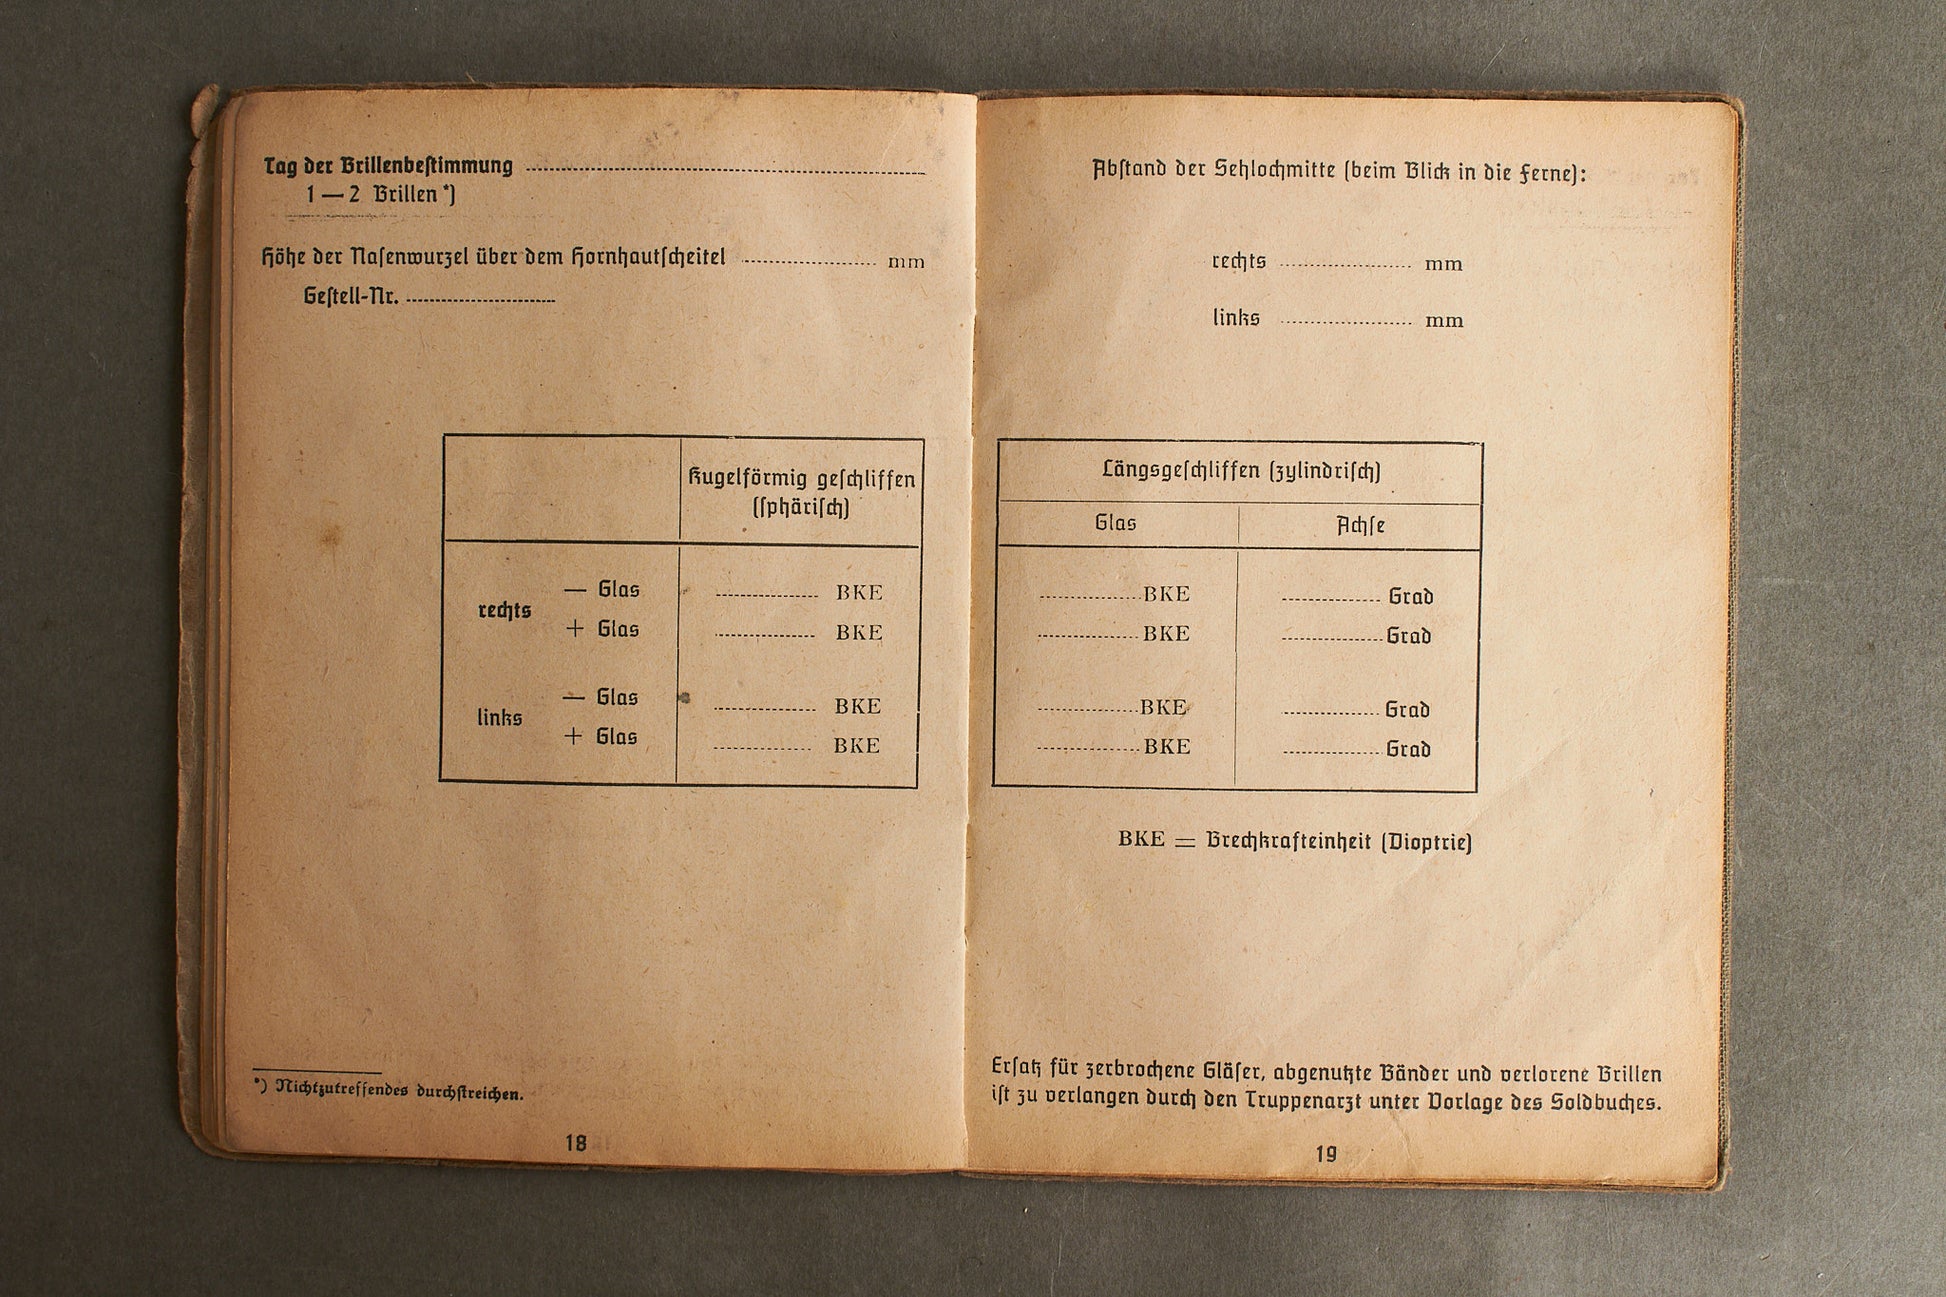 Tag der Brillenbeſtimmung ........................
1 — 2 Brillen *)
Höhe der Naſenwurzel über dem Hornhautſcheitel ............ mm
Geſtell-Nr. ............
Kugelförmig geſchliffen
(ſphäriſch)
rechts
— Glas ............ BKE
+ Glas ............ BKE
links
— Glas ............ BKE
+ Glas ............ BKE
*) Nichtzutreffendes durchſtreichen.
18
Abſtand der Sehlochmitte (beim Blick in die Ferne):
rechts ............ mm
links ............ mm
Längsgeſchliffen (zylindriſch)
Glas Achſe
............ BKE ............ Grad
............ BKE ............ Grad
............ BKE ............ Grad
............ BKE ............ Grad
BKE = Brechkrafteinheit (Dioptrie)
Erſatz für zerbrochene Gläſer, abgenutzte Bänder und verlorene Brillen
iſt zu verlangen durch den Truppenarzt unter Vorlage des Soldbuches.
19